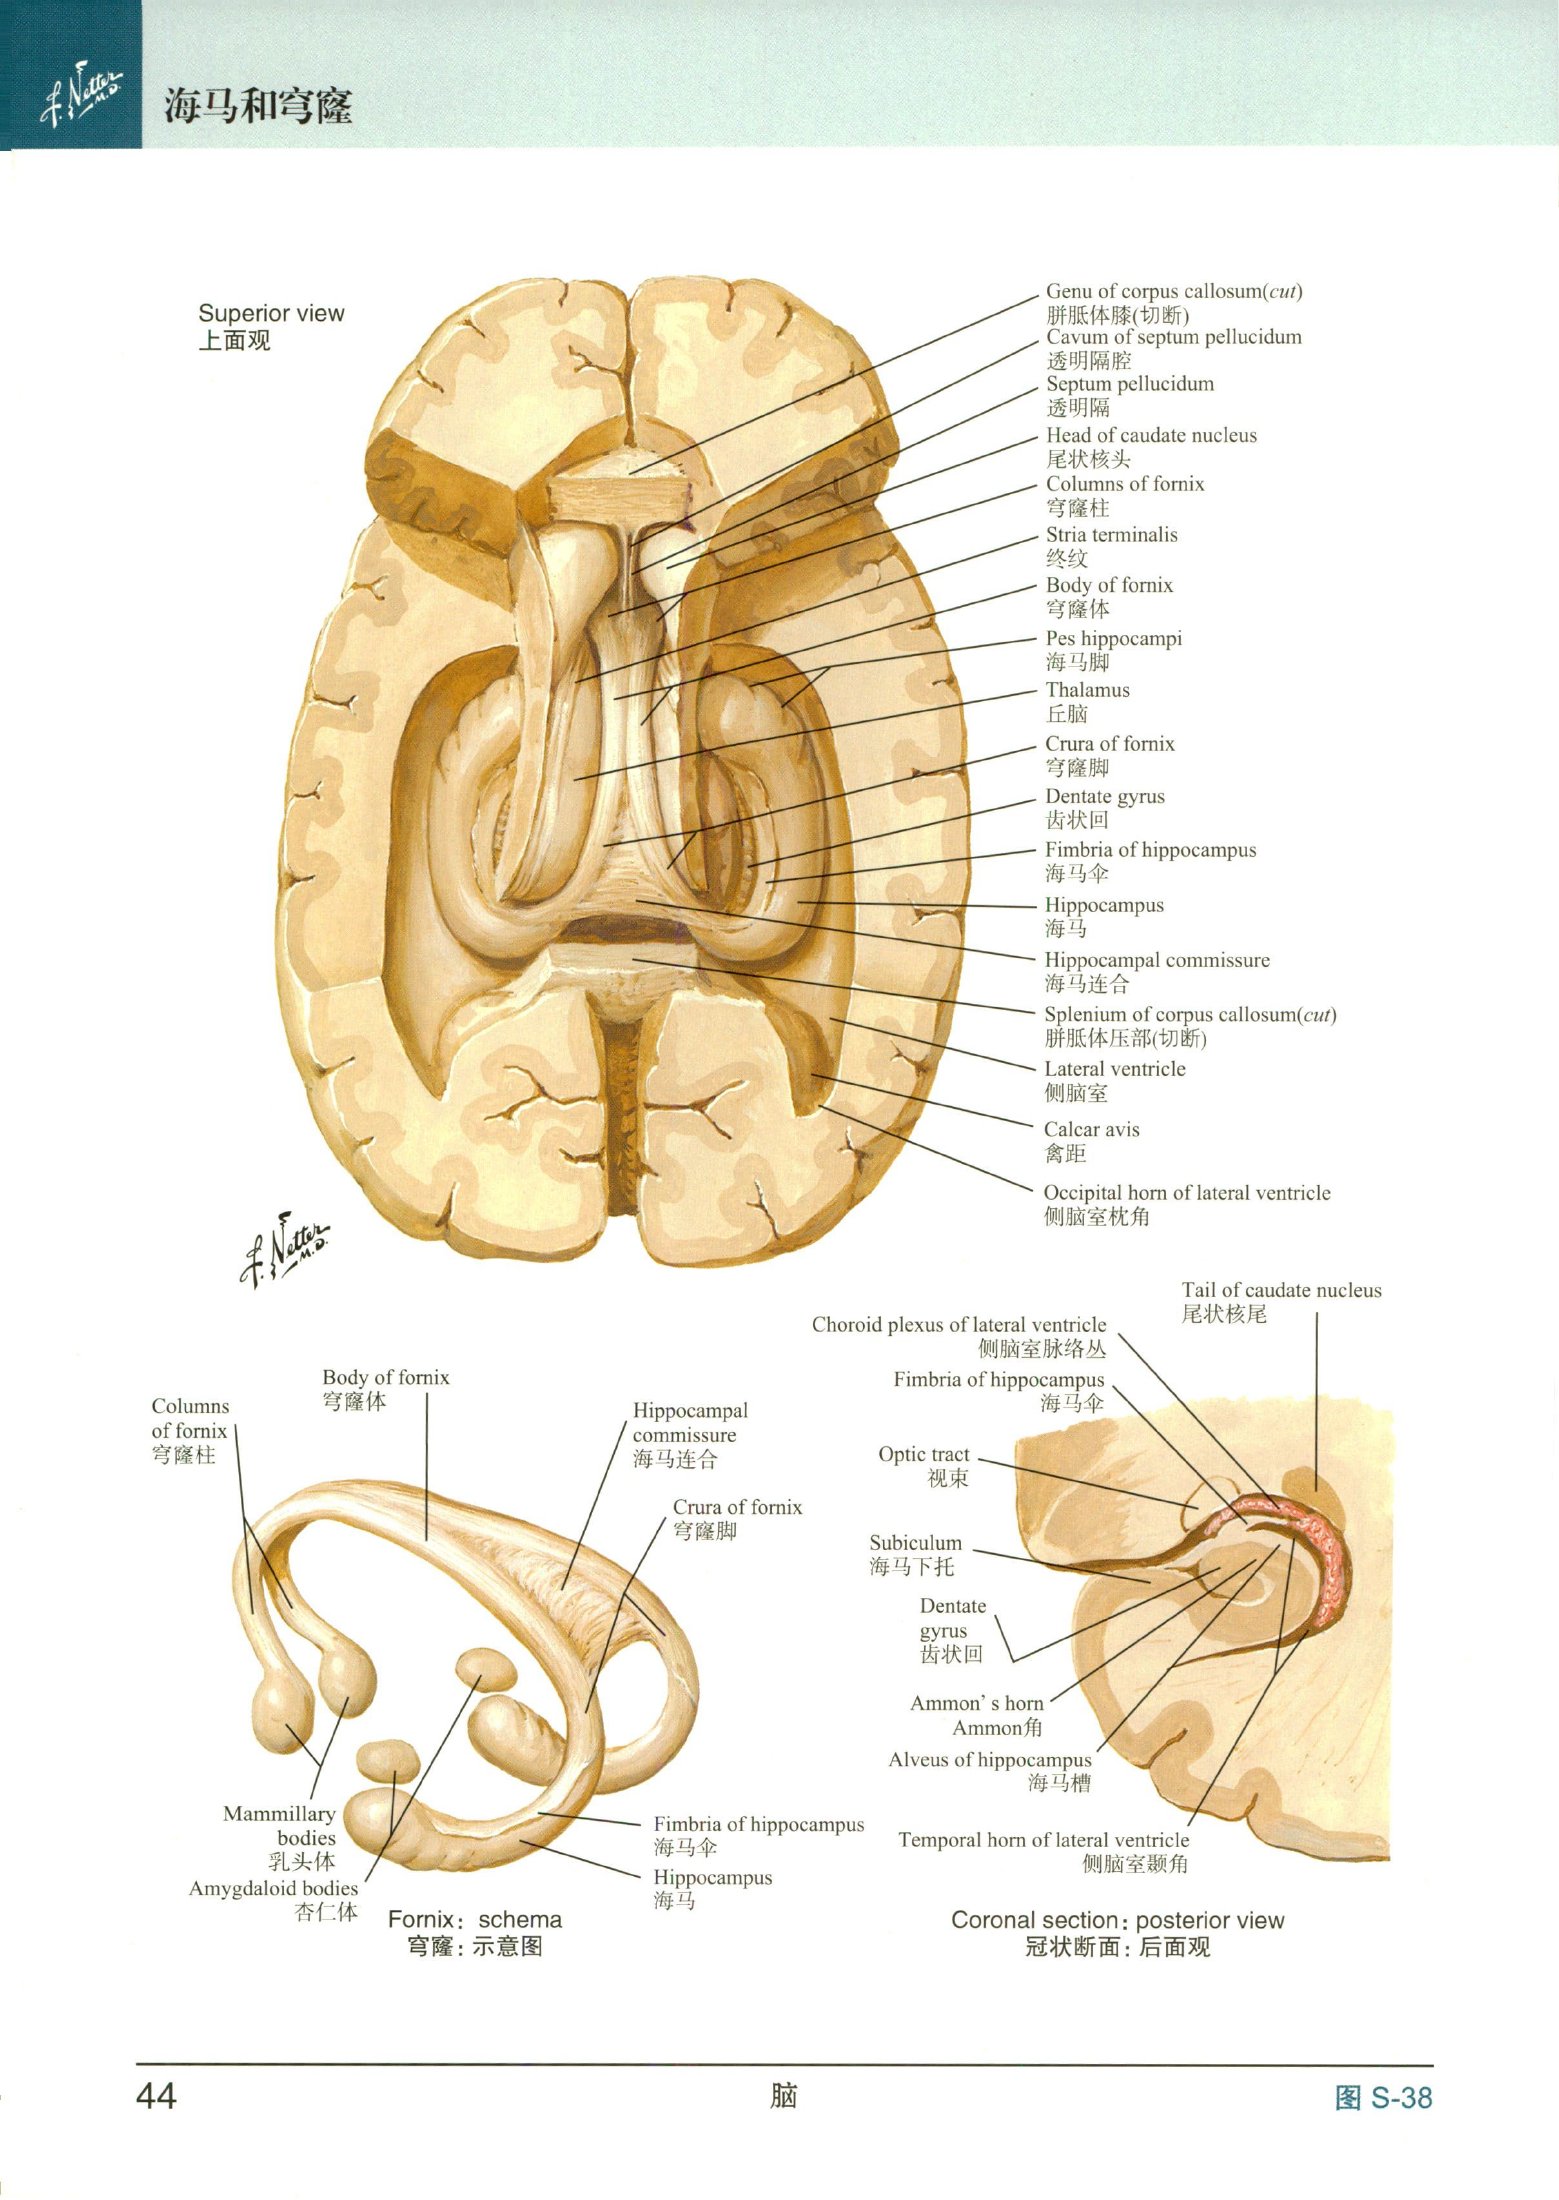 F. Netter
M.D.
海马和穹窿
Superior view
上面观
Genu of corpus callosum(cut)
胼胝体膝(切断)
Cavum of septum pellucidum
透明隔腔
Septum pellucidum
透明隔
Head of caudate nucleus
尾状核头
Columns of fornix
穹窿柱
Stria terminalis
终纹
Body of fornix
穹窿体
Pes hippocampi
海马脚
Thalamus
丘脑
Crura of fornix
穹窿脚
Dentate gyrus
齿状回
Fimbria of hippocampus
海马伞
Hippocampus
海马
Hippocampal commissure
海马连合
Splenium of corpus callosum(cut)
胼胝体压部(切断)
Lateral ventricle
侧脑室
Calcar avis
禽距
Occipital horn of lateral ventricle
侧脑室枕角
F. Netter
M.D.
Columns
of fornix
穹窿柱
Body of fornix
穹窿体
Hippocampal
commissure
海马连合
Crura of fornix
穹窿脚
Mammillary
bodies
乳头体
Amygdaloid bodies
杏仁体
Fimbria of hippocampus
海马伞
Hippocampus
海马
Fornix: schema
穹窿: 示意图
Tail of caudate nucleus
尾状核尾
Choroid plexus of lateral ventricle
侧脑室脉络丛
Fimbria of hippocampus
海马伞
Optic tract
视束
Subiculum
海马下托
Dentate
gyrus
齿状回
Ammon's horn
Ammon角
Alveus of hippocampus
海马槽
Temporal horn of lateral ventricle
侧脑室颞角
Coronal section: posterior view
冠状断面: 后面观
44
脑
图 S-38